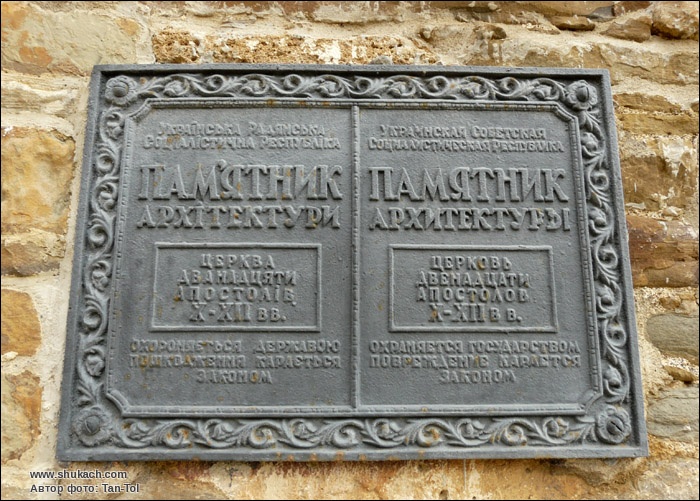 УКРАЇНСЬКА РАДЯНСЬКА
СОЦІАЛІСТИЧНА РЕСПУБЛІКА
ПАМ'ЯТНИК
АРХІТЕКТУРИ
ЦЕРКВА
ДВАНАДЦЯТИ
АПОСТОЛІВ
X-XII ВВ.
ОХОРОНЯЄТЬСЯ ДЕРЖАВОЮ
ПОШКОДЖЕННЯ КАРАЄТЬСЯ
ЗАКОНОМ
УКРАИНСКАЯ СОВЕТСКАЯ
СОЦИАЛИСТИЧЕСКАЯ РЕСПУБЛИКА
ПАМЯТНИК
АРХИТЕКТУРЫ
ЦЕРКОВЬ
ДВЕНАДЦАТИ
АПОСТОЛОВ
X-XII В В.
ОХРАНЯЕТСЯ ГОСУДАРСТВОМ
ПОВРЕЖДЕНИЕ КАРАЕТСЯ
ЗАКОНОМ
www.shukach.com
Автор фото: Tan-Tol